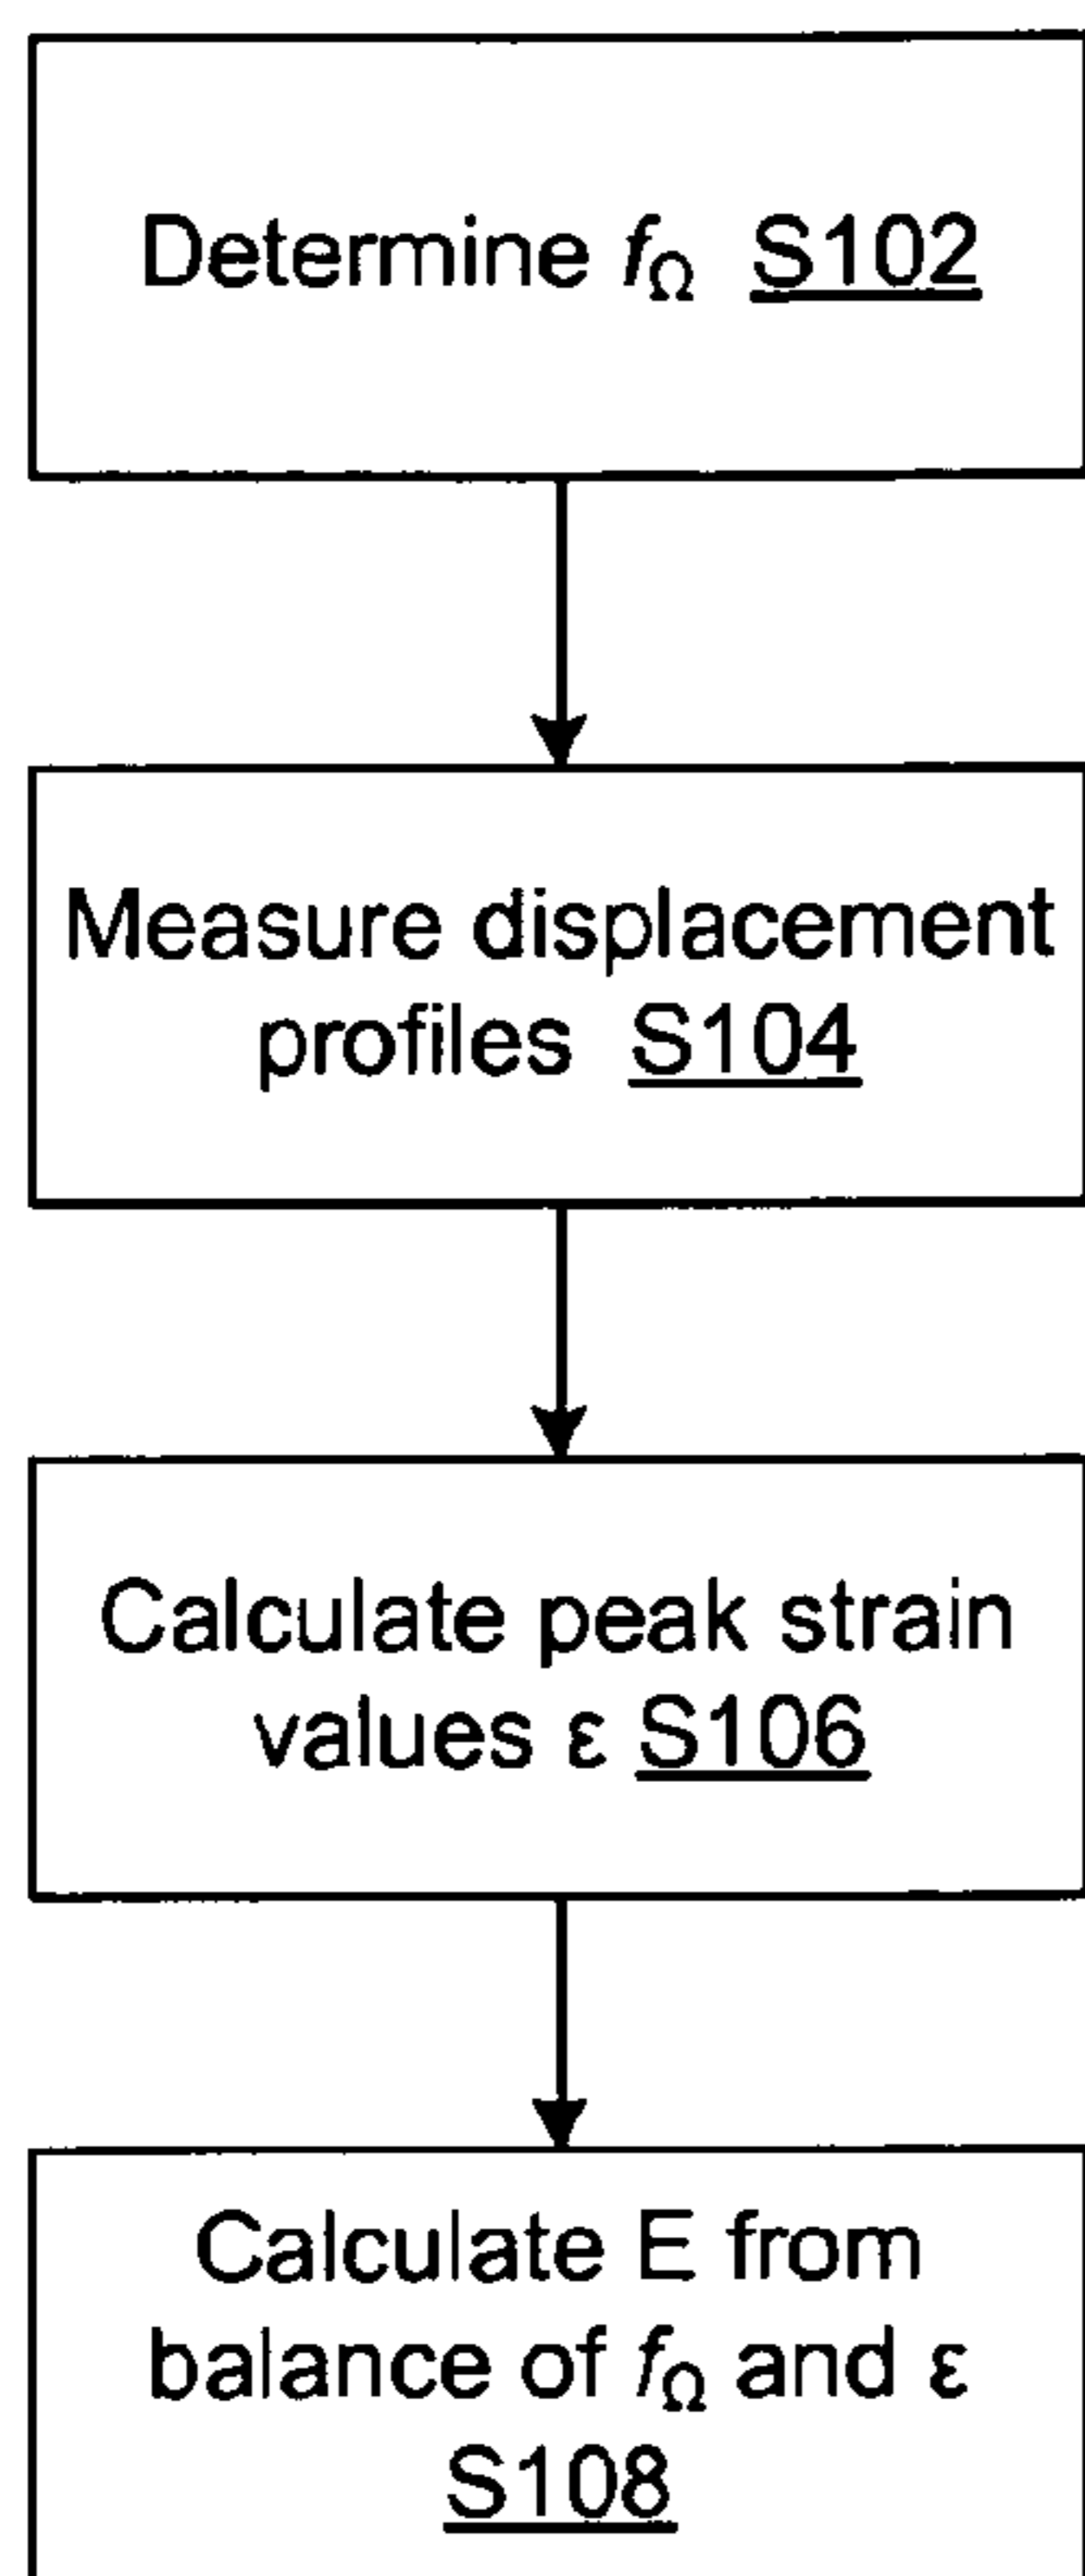 Determine fΩ S102
Measure displacement
profiles S104
Calculate peak strain
values ε S106
Calculate E from
balance of fΩ and ε
S108